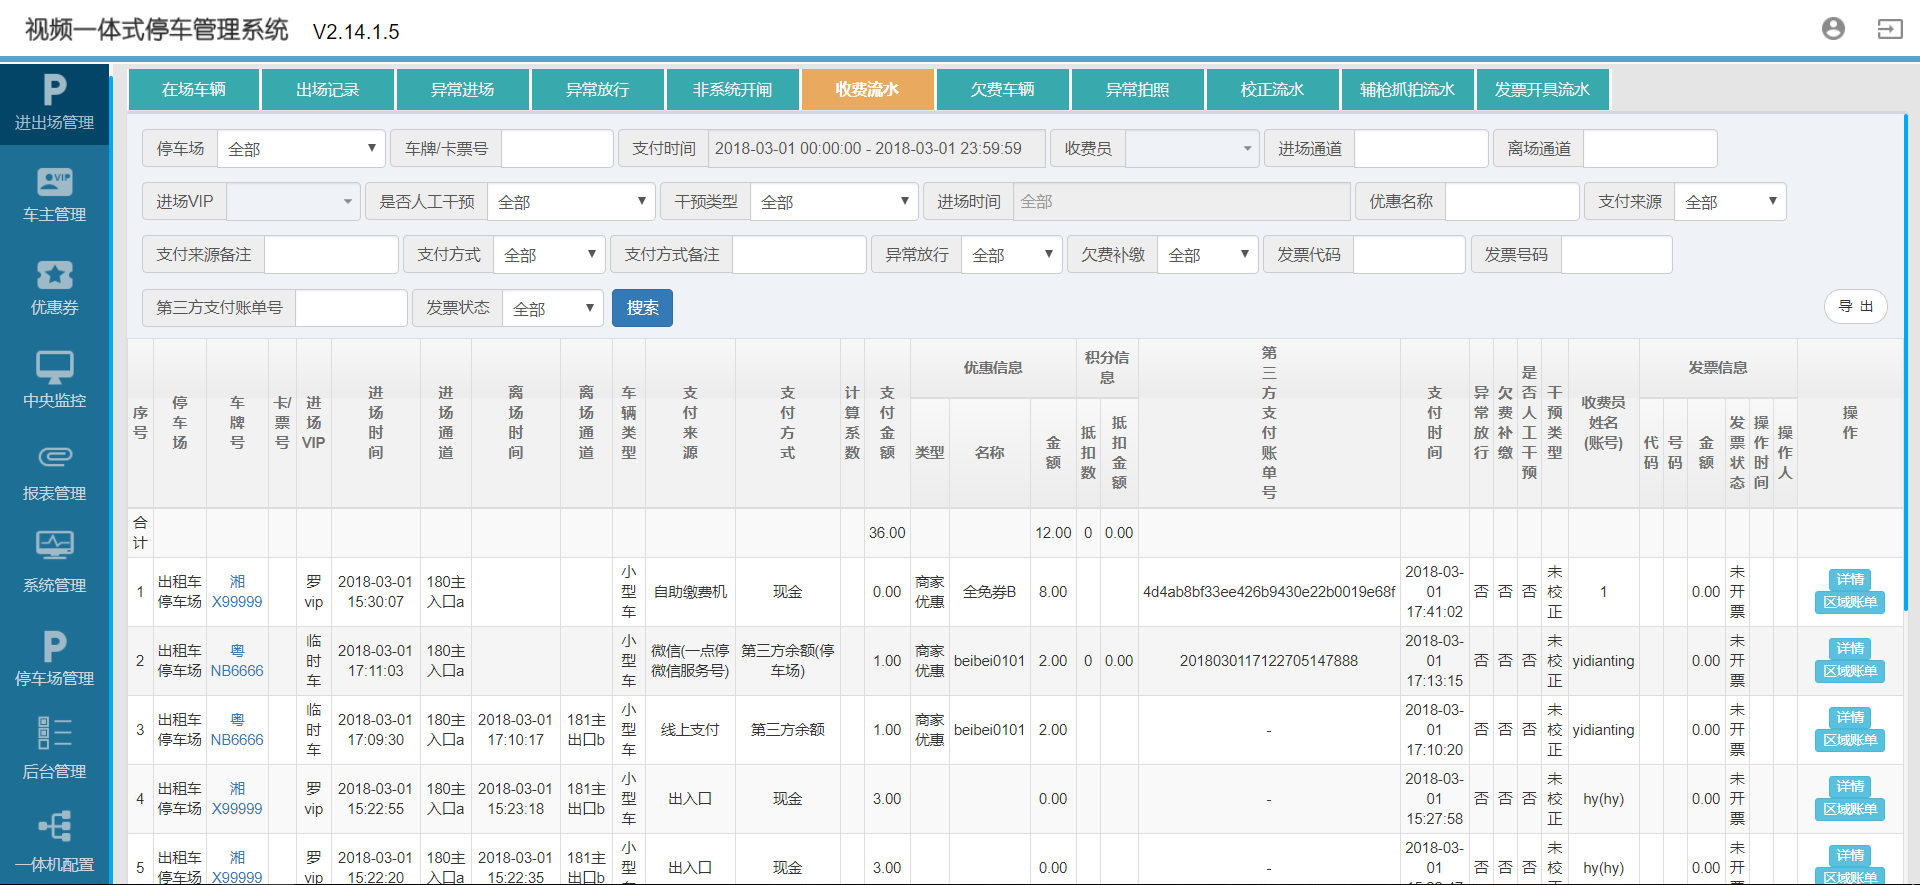 视频一体式停车管理系统 V2.14.1.5
进出场管理
车主管理
优惠券
中央监控
报表管理
系统管理
停车场管理
后台管理
一体机配置
在场车辆 出场记录 异常进场 异常放行 非系统开闸 收费流水 欠费车辆 异常拍照 校正流水 辅枪抓拍流水 发票开具流水
停车场 全部 车牌/卡票号 支付时间 2018-03-01 00:00:00 - 2018-03-01 23:59:59 收费员 进场通道 离场通道
进场VIP 是否人工干预 全部 干预类型 全部 进场时间 全部 优惠名称 支付来源 全部
支付来源备注 支付方式 全部 支付方式备注 异常放行 全部 欠费补缴 全部 发票代码 发票号码
第三方支付账单号 发票状态 全部 搜索 导 出
序号 停车场 车牌号 卡/票号 进场VIP 进场时间 进场通道 离场时间 离场通道 车辆类型 支付来源 支付方式 计算系数 支付金额 优惠信息 积分信息 第三方支付账单号 支付时间 异常放行 欠费补缴 是否人工干预 干预类型 收费员姓名(账号) 发票信息 操作
类型 名称 金额 抵扣数 抵扣金额 代码 号码 金额 发票状态 操作时间 操作人
合计 36.00 12.00 0 0.00
1 出租车停车场 湘X99999 罗vip 2018-03-01 15:30:07 180主入口a 小型车 自助缴费机 现金 0.00 商家优惠 全免券B 8.00 4d4ab8bf33ee426b9430e22b0019e68f 2018-03-01 17:41:02 否 否 否 未校正 1 0.00 未开票 详情 区域账单
2 出租车停车场 粤NB6666 临时车 2018-03-01 17:11:03 180主入口a 小型车 微信(一点停微信服务号) 第三方余额(停车场) 1.00 商家优惠 beibei0101 2.00 0 0.00 2018030117122705147888 2018-03-01 17:13:15 否 否 否 未校正 yidianting 0.00 未开票 详情 区域账单
3 出租车停车场 粤NB6666 临时车 2018-03-01 17:09:30 180主入口a 2018-03-01 17:10:17 181主出口b 小型车 线上支付 第三方余额 1.00 商家优惠 beibei0101 2.00 - 2018-03-01 17:10:20 否 否 否 未校正 yidianting 0.00 未开票 详情 区域账单
4 出租车停车场 湘X99999 罗vip 2018-03-01 15:22:55 180主入口a 2018-03-01 15:23:18 181主出口b 小型车 出入口 现金 3.00 0.00 - 2018-03-01 15:27:58 否 否 否 未校正 hy(hy) 0.00 未开票 详情 区域账单
5 出租车停车场 湘X99999 罗vip 2018-03-01 15:22:20 180主入口a 2018-03-01 15:22:35 181主出口b 小型车 出入口 现金 3.00 0.00 - 2018-03-01 否 否 否 未校正 hy(hy) 0.00 未开票 详情 区域账单